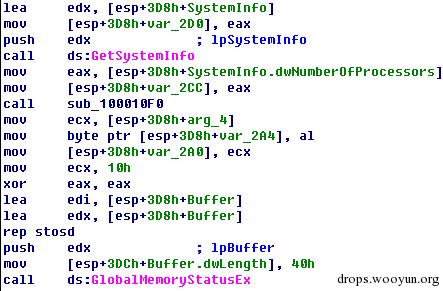 lea edx, [esp+3D8h+SystemInfo]
mov [esp+3D8h+var_2D0], eax
push edx ; lpSystemInfo
call ds:GetSystemInfo
mov eax, [esp+3D8h+SystemInfo.dwNumberOfProcessors]
mov [esp+3D8h+var_2CC], eax
call sub_100010F0
mov ecx, [esp+3D8h+arg_4]
mov byte ptr [esp+3D8h+var_2A4], al
mov [esp+3D8h+var_2A0], ecx
mov ecx, 10h
xor eax, eax
lea edi, [esp+3D8h+Buffer]
lea edx, [esp+3D8h+Buffer]
rep stosd
push edx ; lpBuffer
mov [esp+3DCh+Buffer.dwLength], 40h
call ds:GlobalMemoryStatusEx
drops.wooyun.org